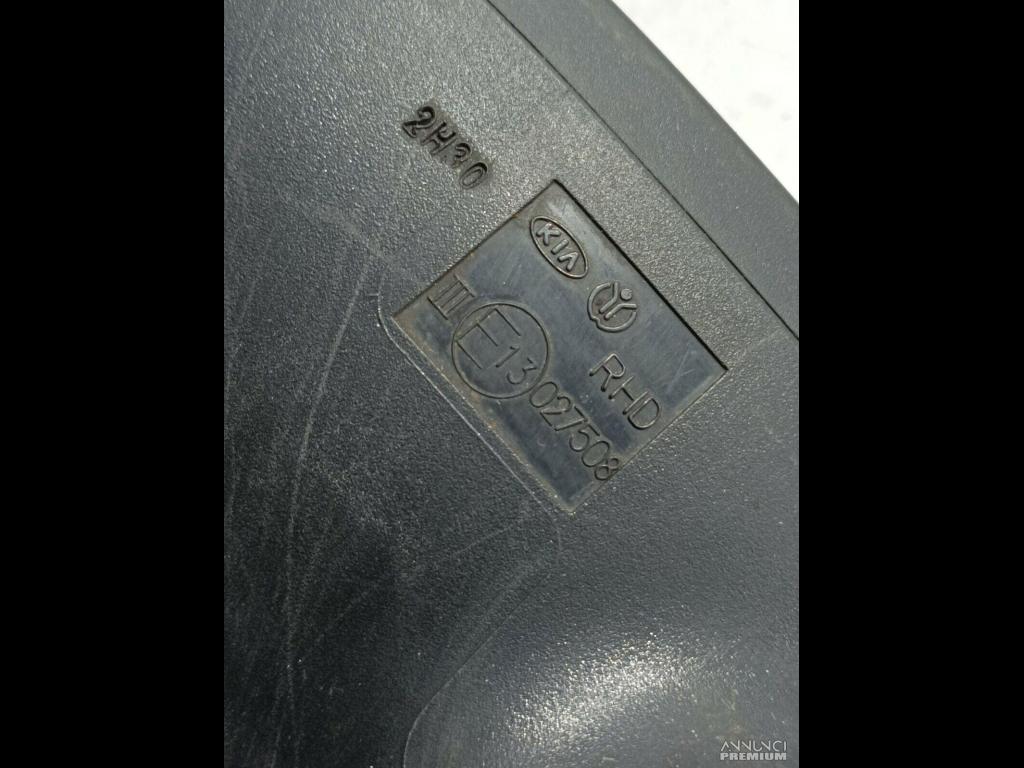 2H30
KIA
III E13 027508
RHD
ANNUNCI
PREMIUM